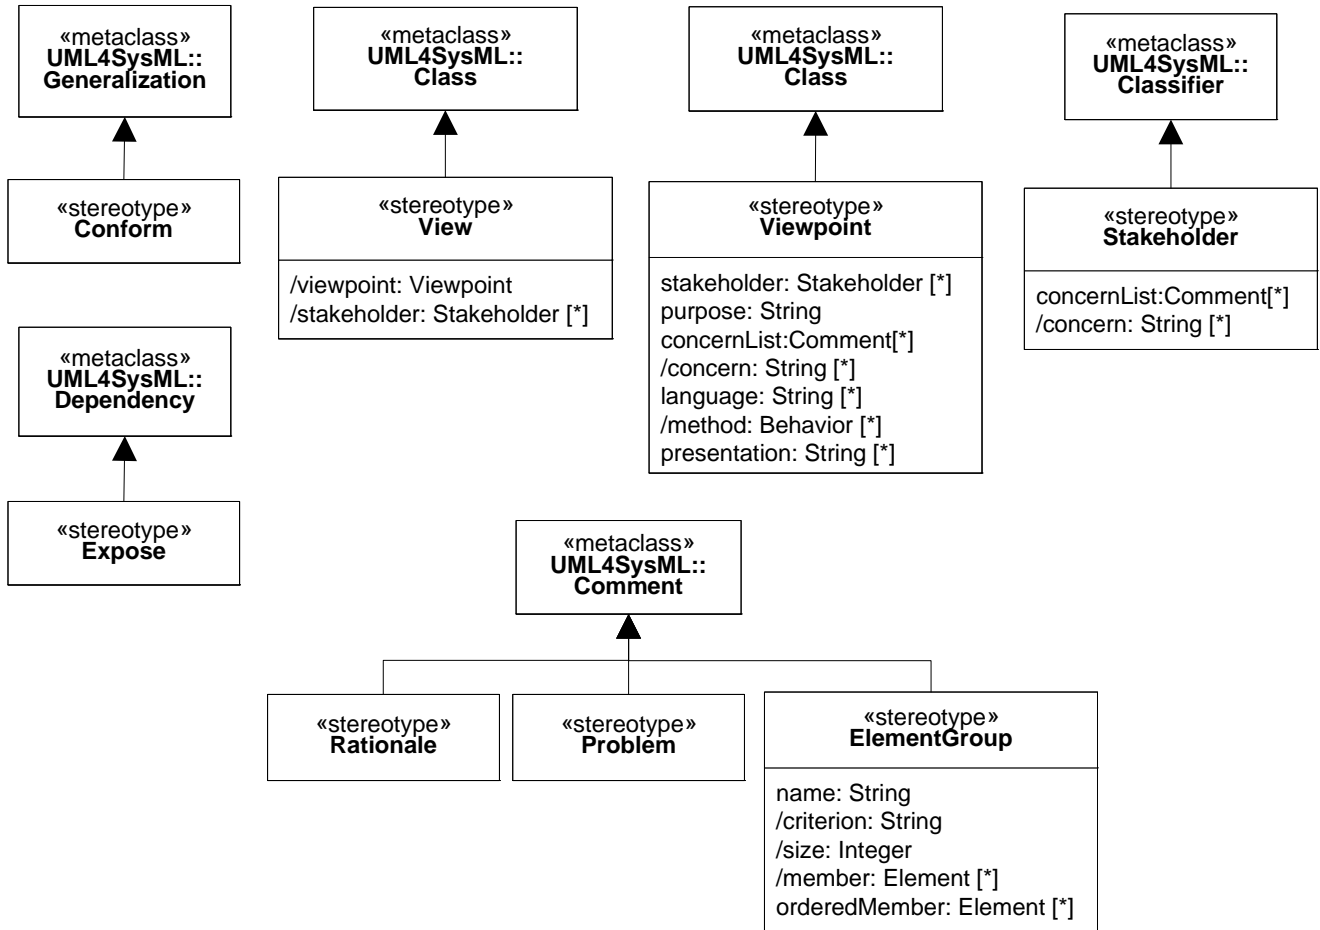 «metaclass»
UML4SysML::
Generalization
«stereotype»
Conform
«metaclass»
UML4SysML::
Dependency
«stereotype»
Expose
«metaclass»
UML4SysML::
Class
«stereotype»
View
/viewpoint: Viewpoint
/stakeholder: Stakeholder [*]
«metaclass»
UML4SysML::
Class
«stereotype»
Viewpoint
stakeholder: Stakeholder [*]
purpose: String
concernList:Comment[*]
/concern: String [*]
language: String [*]
/method: Behavior [*]
presentation: String [*]
«metaclass»
UML4SysML::
Classifier
«stereotype»
Stakeholder
concernList:Comment[*]
/concern: String [*]
«metaclass»
UML4SysML::
Comment
«stereotype»
Rationale
«stereotype»
Problem
«stereotype»
ElementGroup
name: String
/criterion: String
/size: Integer
/member: Element [*]
orderedMember: Element [*]